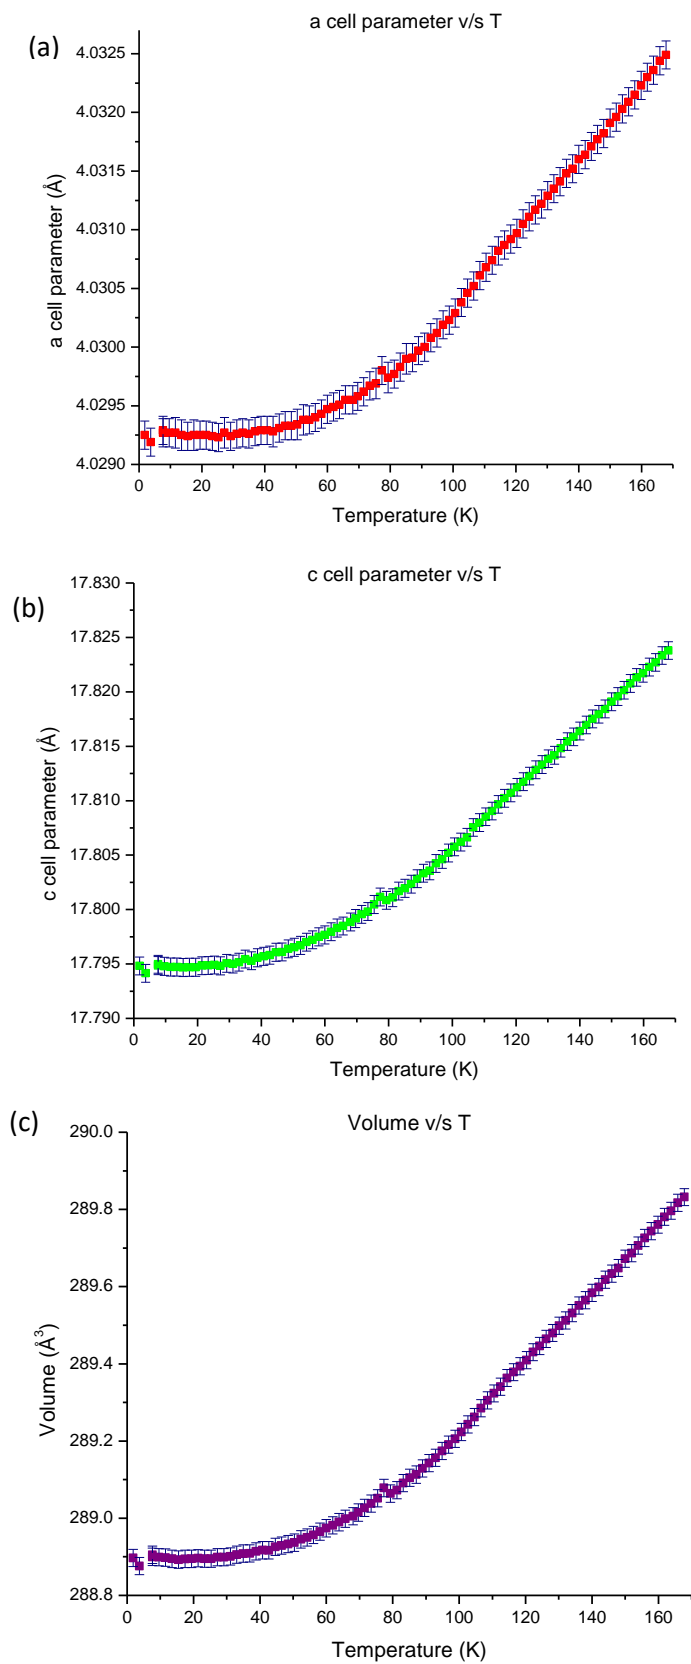 (a)
a cell parameter v/s T
4.0325
4.0320
4.0315
4.0310
4.0305
4.0300
4.0295
4.0290
a cell parameter (Å)
0 20 40 60 80 100 120 140 160
Temperature (K)
(b)
c cell parameter v/s T
17.830
17.825
17.820
17.815
17.810
17.805
17.800
17.795
17.790
c cell parameter (Å)
0 20 40 60 80 100 120 140 160
Temperature (K)
(c)
Volume v/s T
290.0
289.8
289.6
289.4
289.2
289.0
288.8
Volume (Å³)
0 20 40 60 80 100 120 140 160
Temperature (K)